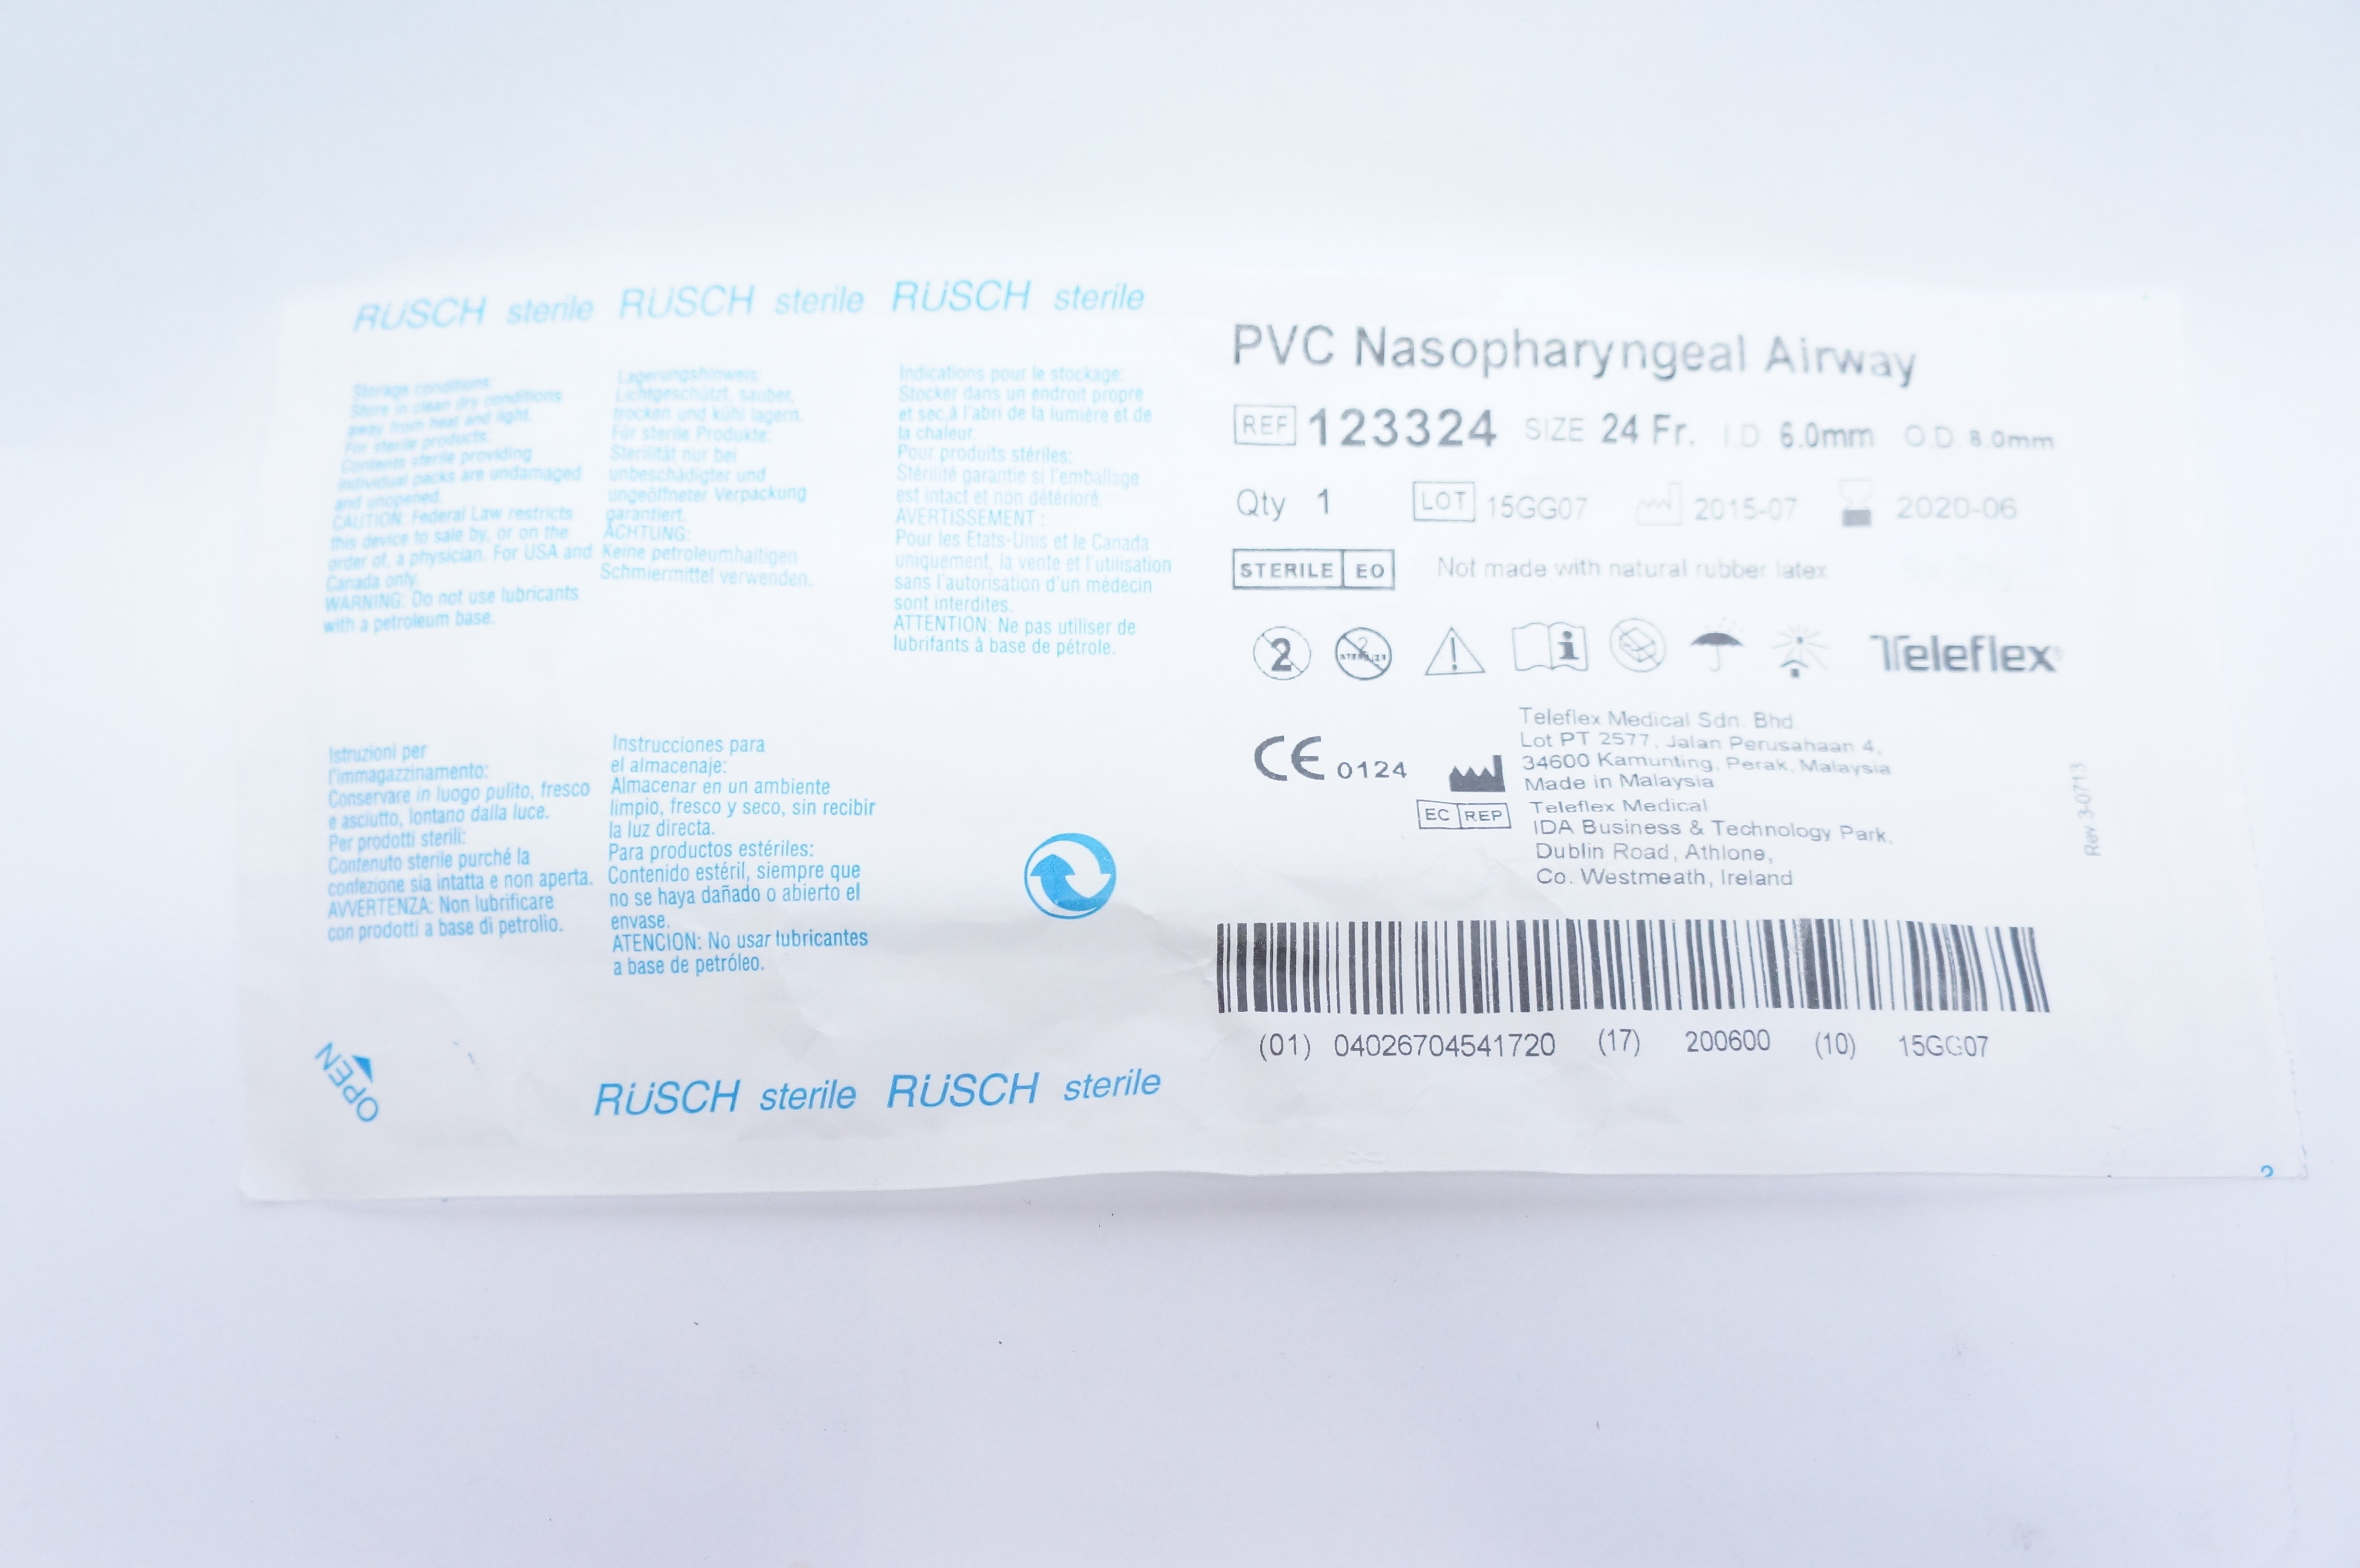 RÜSCH sterile RÜSCH sterile RÜSCH sterile
Storage conditions:
Store in clean dry conditions
away from heat and light.
For sterile products:
Contents sterile providing
individual packs are undamaged
and unopened.
CAUTION: Federal Law restricts
this device to sale by, or on the
order of, a physician. For USA and
Canada only.
WARNING: Do not use lubricants
with a petroleum base.
Lagerungshinweis:
Lichtgeschützt, sauber,
trocken und kühl lagern.
Für sterile Produkte:
Sterilität nur bei
unbeschädigter und
ungeöffneter Verpackung
garantiert.
ACHTUNG:
Keine petroleumhaltigen
Schmiermittel verwenden.
Indications pour le stockage:
Stocker dans un endroit propre
et sec,à l'abri de la lumière et de
la chaleur.
Pour produits stériles:
Stérilité garantie si l'emballage
est intact et non détérioré.
AVERTISSEMENT :
Pour les Etats-Unis et le Canada
uniquement, la vente et l'utilisation
sans l'autorisation d'un médecin
sont interdites.
ATTENTION: Ne pas utiliser de
lubrifants à base de pétrole.
Istruzioni per
l'immagazzinamento:
Conservare in luogo pulito, fresco
e asciutto, lontano dalla luce.
Per prodotti sterili:
Contenuto sterile purché la
confezione sia intatta e non aperta.
AVVERTENZA: Non lubrificare
con prodotti a base di petrolio.
Instrucciones para
el almacenaje:
Almacenar en un ambiente
limpio, fresco y seco, sin recibir
la luz directa.
Para productos estériles:
Contenido estéril, siempre que
no se haya dañado o abierto el
envase.
ATENCION: No usar lubricantes
a base de petróleo.
OPEN
RÜSCH sterile RÜSCH sterile
PVC Nasopharyngeal Airway
REF 123324 SIZE 24 Fr. I.D. 6.0mm O.D. 8.0mm
Qty 1 LOT 15GG07 2015-07 2020-06
STERILE EO Not made with natural rubber latex
2 2 STERILIZE i Teleflex
CE 0124
Teleflex Medical Sdn. Bhd.
Lot PT 2577, Jalan Perusahaan 4,
34600 Kamunting, Perak, Malaysia
Made in Malaysia
EC REP Teleflex Medical
IDA Business & Technology Park,
Dublin Road, Athlone,
Co. Westmeath, Ireland
Rev 3-0713
(01) 04026704541720 (17) 200600 (10) 15GG07